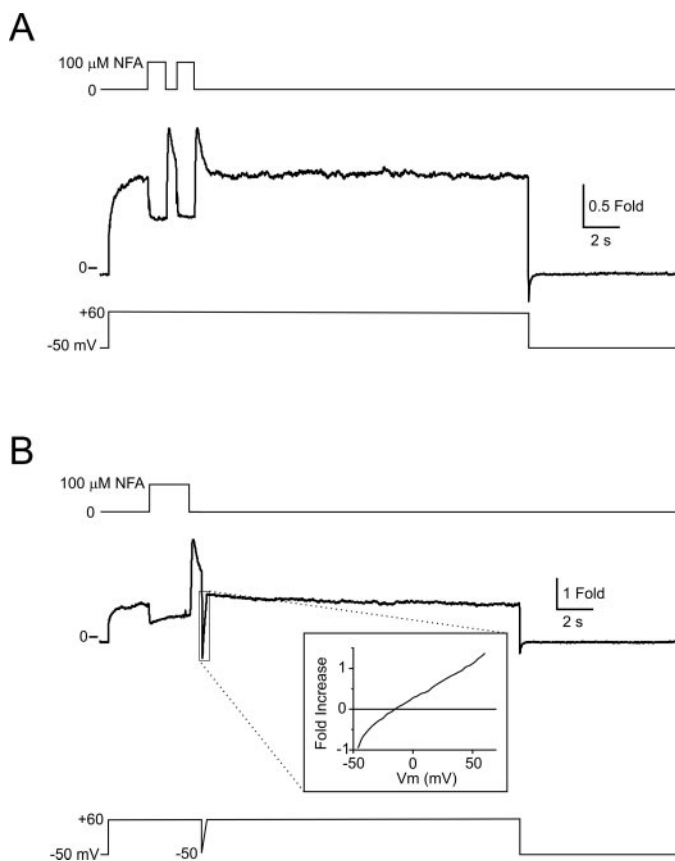 A
100 μM NFA
0
0
0.5 Fold
2 s
+60
-50 mV
B
100 μM NFA
0
1 Fold
2 s
0
Fold Increase
1
0
-1
-50 0 50
Vm (mV)
+60
-50 mV
-50